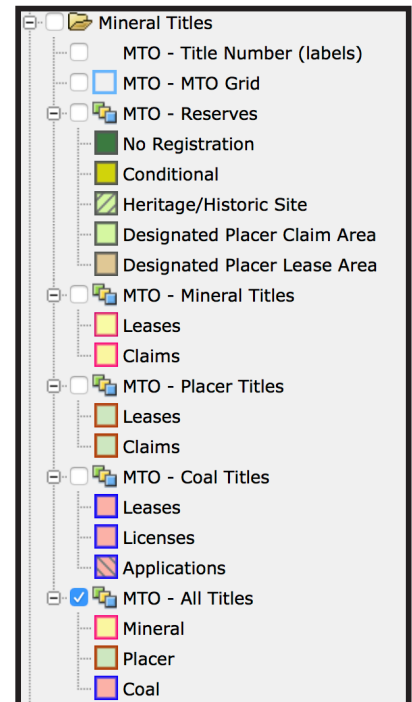 Mineral Titles
MTO - Title Number (labels)
MTO - MTO Grid
MTO - Reserves
No Registration
Conditional
Heritage/Historic Site
Designated Placer Claim Area
Designated Placer Lease Area
MTO - Mineral Titles
Leases
Claims
MTO - Placer Titles
Leases
Claims
MTO - Coal Titles
Leases
Licenses
Applications
MTO - All Titles
Mineral
Placer
Coal